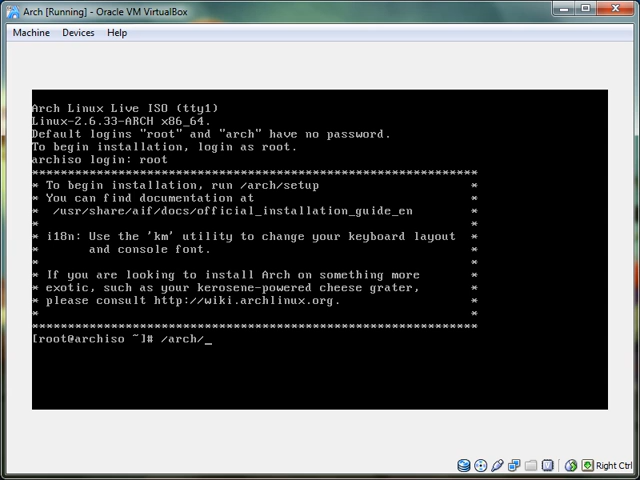 Arch [Running] - Oracle VM VirtualBox
Machine Devices Help
Arch Linux Live ISO (tty1)
Linux-2.6.33-ARCH x86_64.
Default logins "root" and "arch" have no password.
To begin installation, login as root.
archiso login: root
*************************************************************
* To begin installation, run /arch/setup *
* You can find documentation at *
* /usr/share/aif/docs/official_installation_guide_en *
* *
* i18n: Use the 'km' utility to change your keyboard layout *
* and console font. *
* *
* If you are looking to install Arch on something more *
* exotic, such as your kerosene-powered cheese grater, *
* please consult http://wiki.archlinux.org. *
* *
*************************************************************
[root@archiso ~]# /arch/_
Right Ctrl